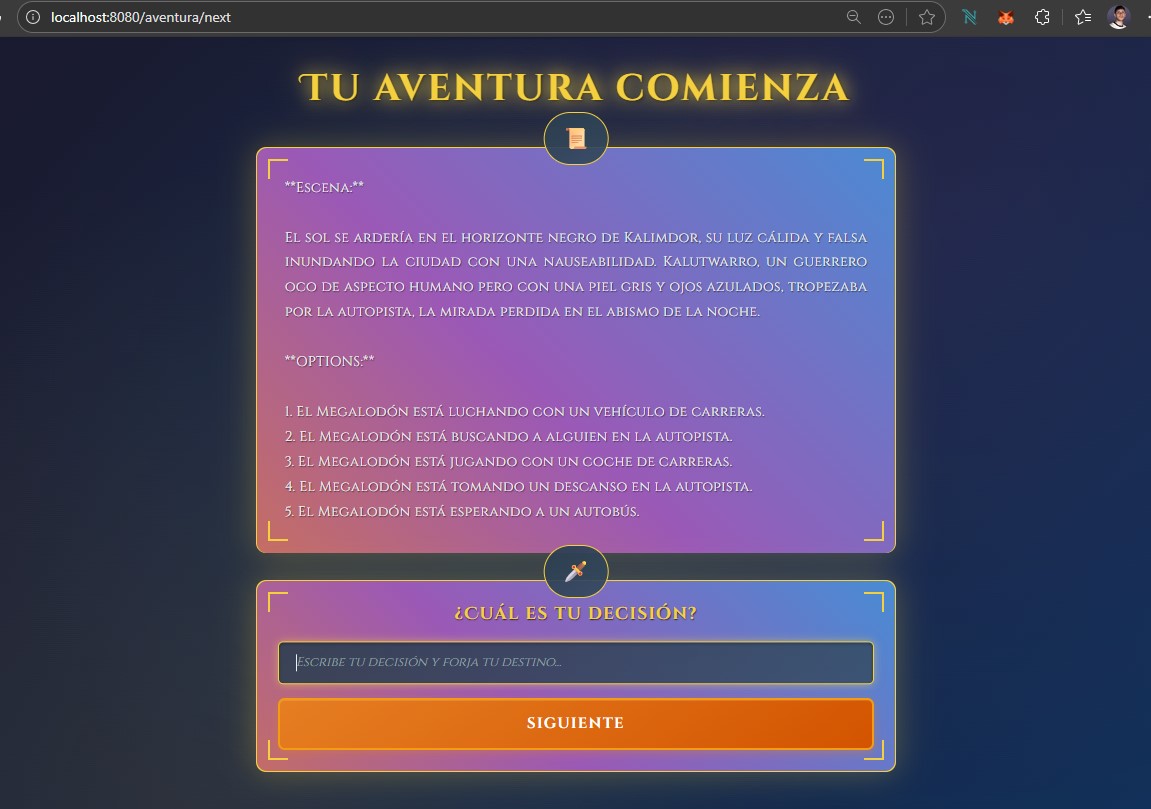 localhost:8080/aventura/next
Tu aventura comienza
**Escena:**
El sol se ardería en el horizonte negro de Kalimdor, su luz cálida y falsa
inundando la ciudad con una nauseabilidad. Kalutwarro, un guerrero
oco de aspecto humano pero con una piel gris y ojos azulados, tropezaba
por la autopista, la mirada perdida en el abismo de la noche.
**OPTIONS:**
1. El Megalodón está luchando con un vehículo de carreras.
2. El Megalodón está buscando a alguien en la autopista.
3. El Megalodón está jugando con un coche de carreras.
4. El Megalodón está tomando un descanso en la autopista.
5. El Megalodón está esperando a un autobús.
¿Cuál es tu decisión?
Escribe tu decisión y forja tu destino...
SIGUIENTE